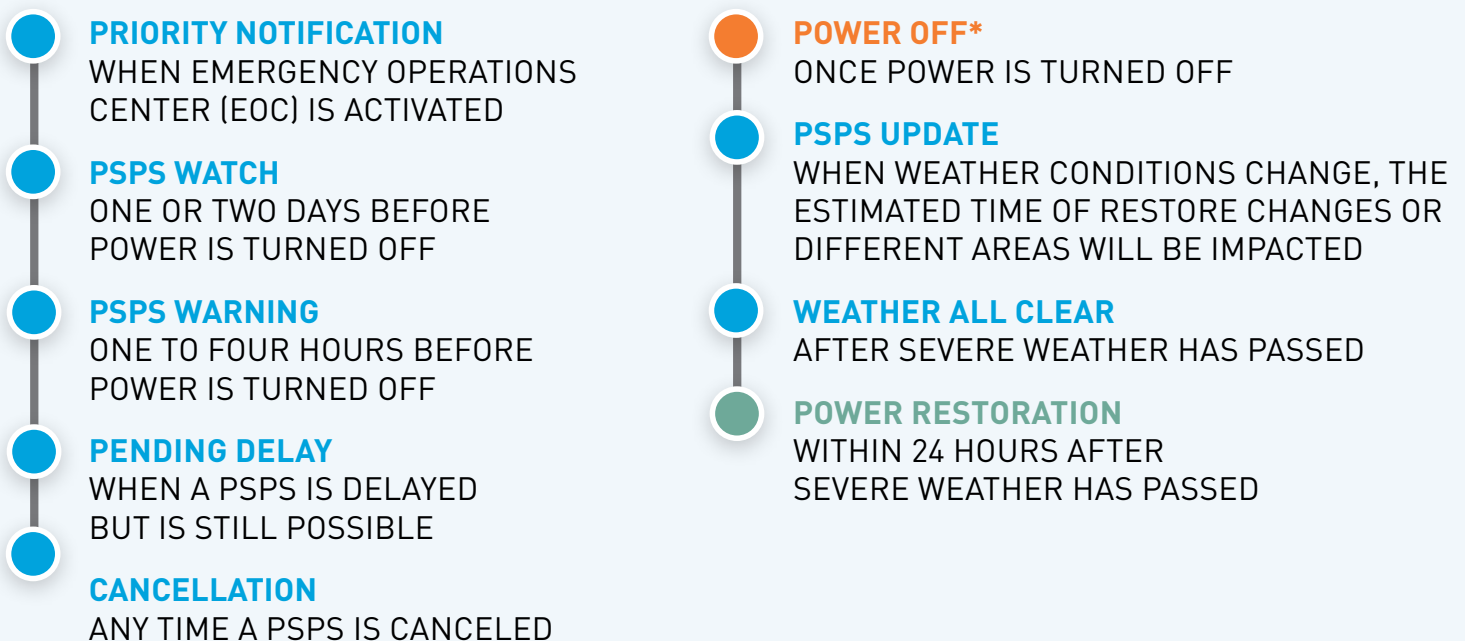 PRIORITY NOTIFICATION
WHEN EMERGENCY OPERATIONS
CENTER (EOC) IS ACTIVATED
PSPS WATCH
ONE OR TWO DAYS BEFORE
POWER IS TURNED OFF
PSPS WARNING
ONE TO FOUR HOURS BEFORE
POWER IS TURNED OFF
PENDING DELAY
WHEN A PSPS IS DELAYED
BUT IS STILL POSSIBLE
CANCELLATION
ANY TIME A PSPS IS CANCELED
POWER OFF*
ONCE POWER IS TURNED OFF
PSPS UPDATE
WHEN WEATHER CONDITIONS CHANGE, THE
ESTIMATED TIME OF RESTORE CHANGES OR
DIFFERENT AREAS WILL BE IMPACTED
WEATHER ALL CLEAR
AFTER SEVERE WEATHER HAS PASSED
POWER RESTORATION
WITHIN 24 HOURS AFTER
SEVERE WEATHER HAS PASSED